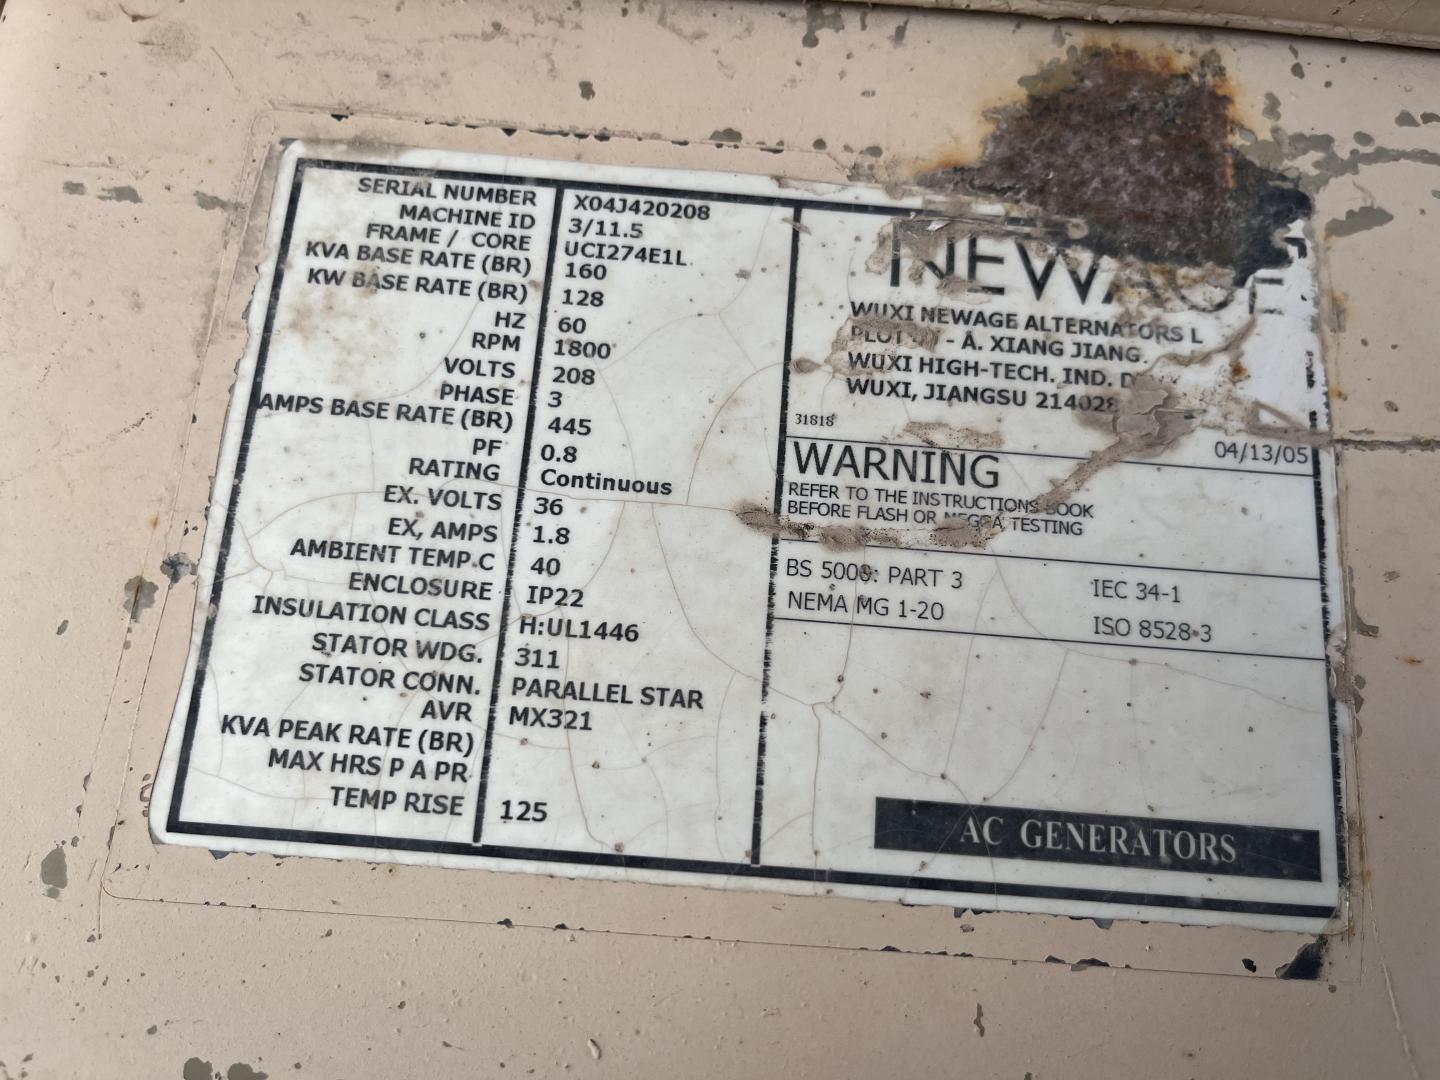 SERIAL NUMBER X04J420208
MACHINE ID 3/11.5
FRAME / CORE UCI274E1L
KVA BASE RATE (BR) 160
KW BASE RATE (BR) 128
HZ 60
RPM 1800
VOLTS 208
PHASE 3
AMPS BASE RATE (BR) 445
PF 0.8
RATING Continuous
EX. VOLTS 36
EX, AMPS 1.8
AMBIENT TEMP.C 40
ENCLOSURE IP22
INSULATION CLASS H:UL1446
STATOR WDG. 311
STATOR CONN. PARALLEL STAR
AVR MX321
KVA PEAK RATE (BR)
MAX HRS P A PR
TEMP RISE 125
NEWAGE
WUXI NEWAGE ALTERNATORS L
PLOT - A. XIANG JIANG.
WUXI HIGH-TECH. IND.
WUXI, JIANGSU 214028
31818
04/13/05
WARNING
REFER TO THE INSTRUCTIONS BOOK
BEFORE FLASH OR MEGGA TESTING
BS 5000: PART 3 IEC 34-1
NEMA MG 1-20 ISO 8528-3
AC GENERATORS